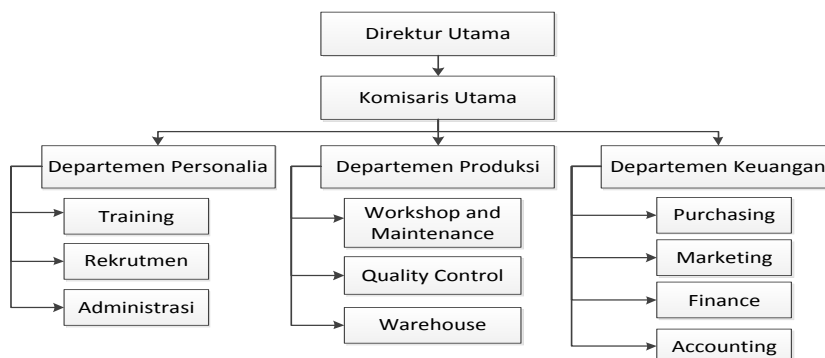 Direktur Utama
Komisaris Utama
Departemen Personalia
Training
Rekrutmen
Administrasi
Departemen Produksi
Workshop and
Maintenance
Quality Control
Warehouse
Departemen Keuangan
Purchasing
Marketing
Finance
Accounting